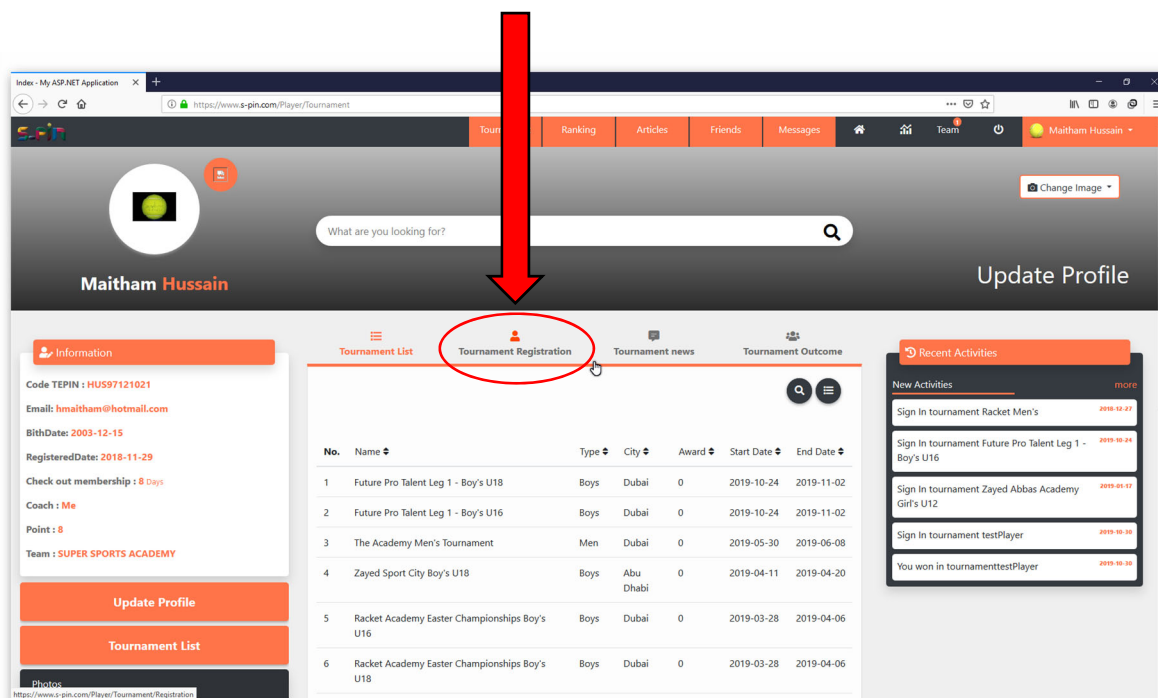 Index - My ASP.NET Application
https://www.s-pin.com/Player/Tournament
s-Pin
Ranking
Articles
Friends
Messages
Team
1
Maitham Hussain
Change Image
What are you looking for?
Maitham Hussain
Update Profile
Information
Tournament List
Tournament Registration
Tournament news
Tournament Outcome
Recent Activities
Code TEPIN : HUS97121021
Email: hmaitham@hotmail.com
BithDate: 2003-12-15
RegisteredDate: 2018-11-29
Check out membership : 8 Days
Coach : Me
Point : 8
Team : SUPER SPORTS ACADEMY
Update Profile
Tournament List
Photos
https://www.s-pin.com/Player/Tournament/Registration
No. Name Type City Award Start Date End Date
1 Future Pro Talent Leg 1 - Boy's U18 Boys Dubai 0 2019-10-24 2019-11-02
2 Future Pro Talent Leg 1 - Boy's U16 Boys Dubai 0 2019-10-24 2019-11-02
3 The Academy Men's Tournament Men Dubai 0 2019-05-30 2019-06-08
4 Zayed Sport City Boy's U18 Boys Abu 0 2019-04-11 2019-04-20
Dhabi
5 Racket Academy Easter Championships Boy's Boys Dubai 0 2019-03-28 2019-04-06
U16
6 Racket Academy Easter Championships Boy's Boys Dubai 0 2019-03-28 2019-04-06
U18
New Activities more
Sign In tournament Racket Men's 2018-12-27
Sign In tournament Future Pro Talent Leg 1 - 2019-10-24
Boy's U16
Sign In tournament Zayed Abbas Academy 2019-01-17
Girl's U12
Sign In tournament testPlayer 2019-10-30
You won in tournamenttestPlayer 2019-10-30